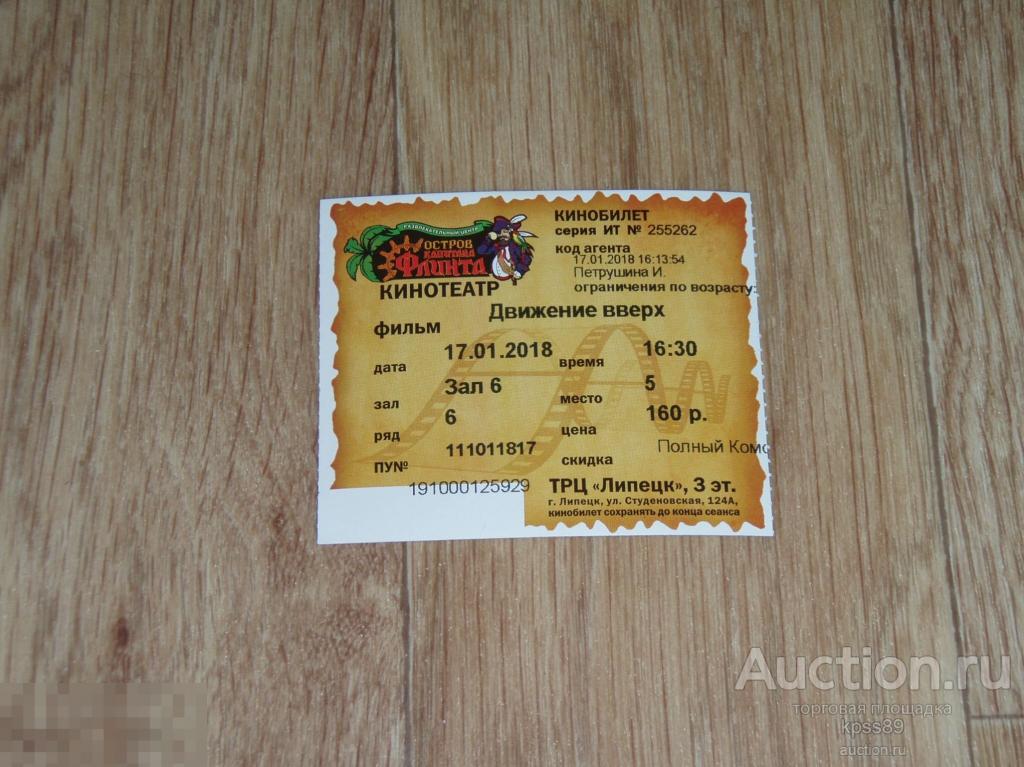 РАЗВЛЕКАТЕЛЬНЫЙ ЦЕНТР
ОСТРОВ
КАПИТАНА
ФЛИНТА
КИНОТЕАТР
КИНОБИЛЕТ
серия ИТ № 255262
код агента
17.01.2018 16:13:54
Петрушина И.
ограничения по возрасту:
фильм Движение вверх
дата 17.01.2018 время 16:30
зал Зал 6 место 5
ряд 6 цена 160 р.
ПУ№ 111011817 скидка Полный
191000125929
ТРЦ «Липецк», 3 эт.
г. Липецк, ул. Студеновская, 124А,
кинобилет сохранять до конца сеанса
Auction.ru
торговая площадка
kpss89
auction.ru